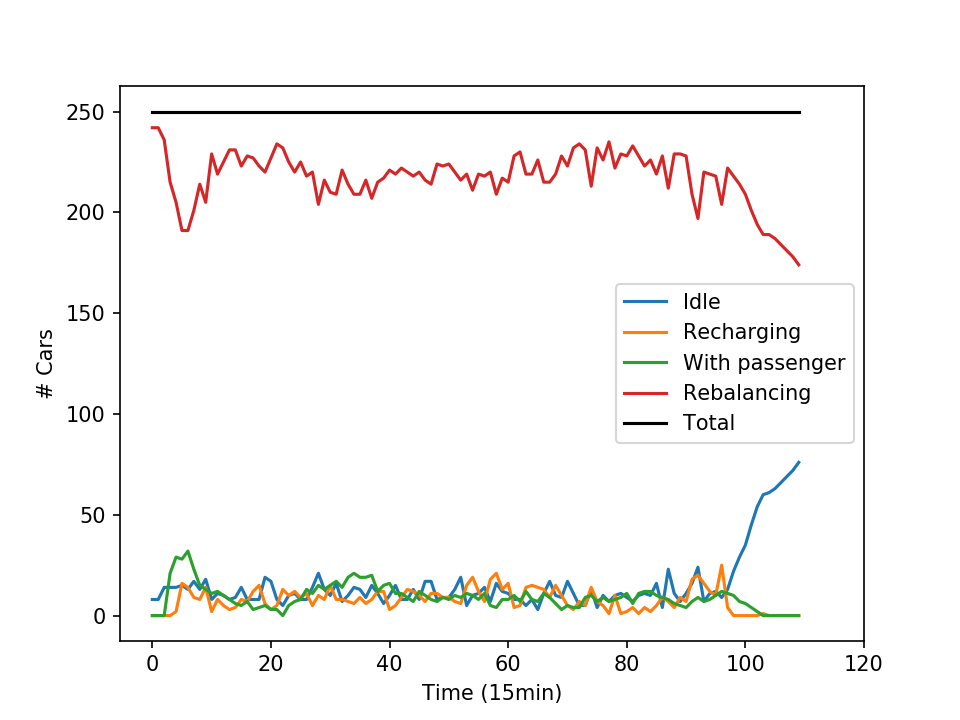 250
200
150
100
50
0
# Cars
Idle
Recharging
With passenger
Rebalancing
Total
0 20 40 60 80 100 120
Time (15min)